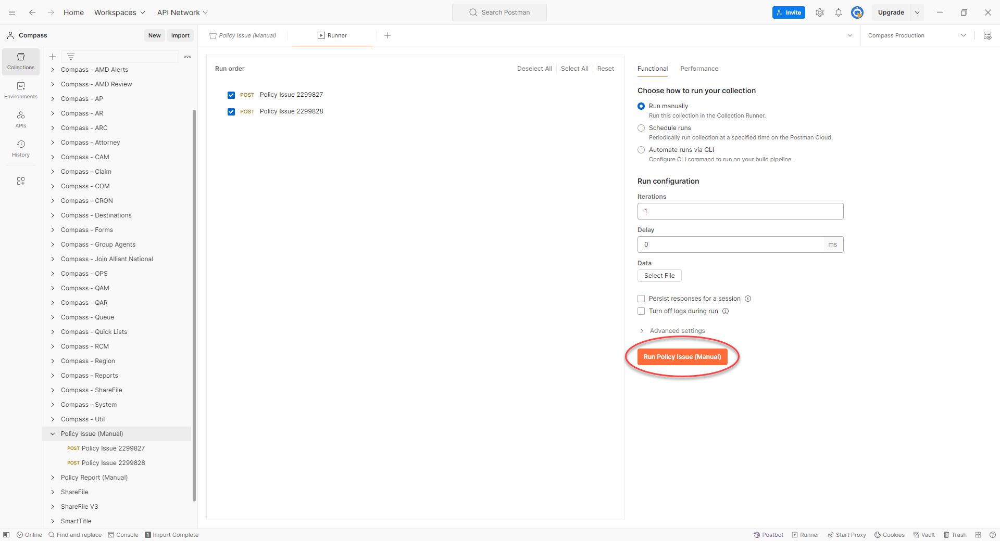 Home
Workspaces
API Network
Search Postman
Invite
Upgrade
Compass
New
Import
Policy Issue (Manual)
Runner
Compass Production
Collections
Environments
APIs
History
Compass - AMD Alerts
Compass - AMD Review
Compass - AP
Compass - AR
Compass - ARC
Compass - Attorney
Compass - CAM
Compass - Claim
Compass - COM
Compass - CRON
Compass - Destinations
Compass - Forms
Compass - Group Agents
Compass - Join Alliant National
Compass - OPS
Compass - QAM
Compass - QAR
Compass - Queue
Compass - Quick Lists
Compass - RCM
Compass - Region
Compass - Reports
Compass - ShareFile
Compass - System
Compass - Util
Policy Issue (Manual)
POST Policy Issue 2299827
POST Policy Issue 2299828
Policy Report (Manual)
ShareFile
ShareFile V3
SmartTitle
Run order
Deselect All
Select All
Reset
POST Policy Issue 2299827
POST Policy Issue 2299828
Functional
Performance
Choose how to run your collection
Run manually
Run this collection in the Collection Runner.
Schedule runs
Periodically run collection at a specified time on the Postman Cloud.
Automate runs via CLI
Configure CLI command to run on your build pipeline.
Run configuration
Iterations
1
Delay
0 ms
Data
Select File
Persist responses for a session
Turn off logs during run
Advanced settings
Run Policy Issue (Manual)
Online
Find and replace
Console
1 Import Complete
Postbot
Runner
Start Proxy
Cookies
Vault
Trash